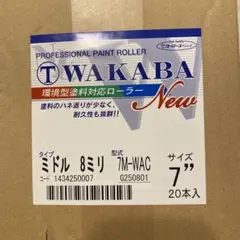 PROFESSIONAL PAINT ROLLER
T WAKABA
環境型塗料対応ローラー
New
塗料のハネ返りが少なく、
耐久性も抜群!!
タイプ 型式 サイズ
ミドル 8ミリ 7M-WAC 7"
コード 1434250007 G250801 20本入